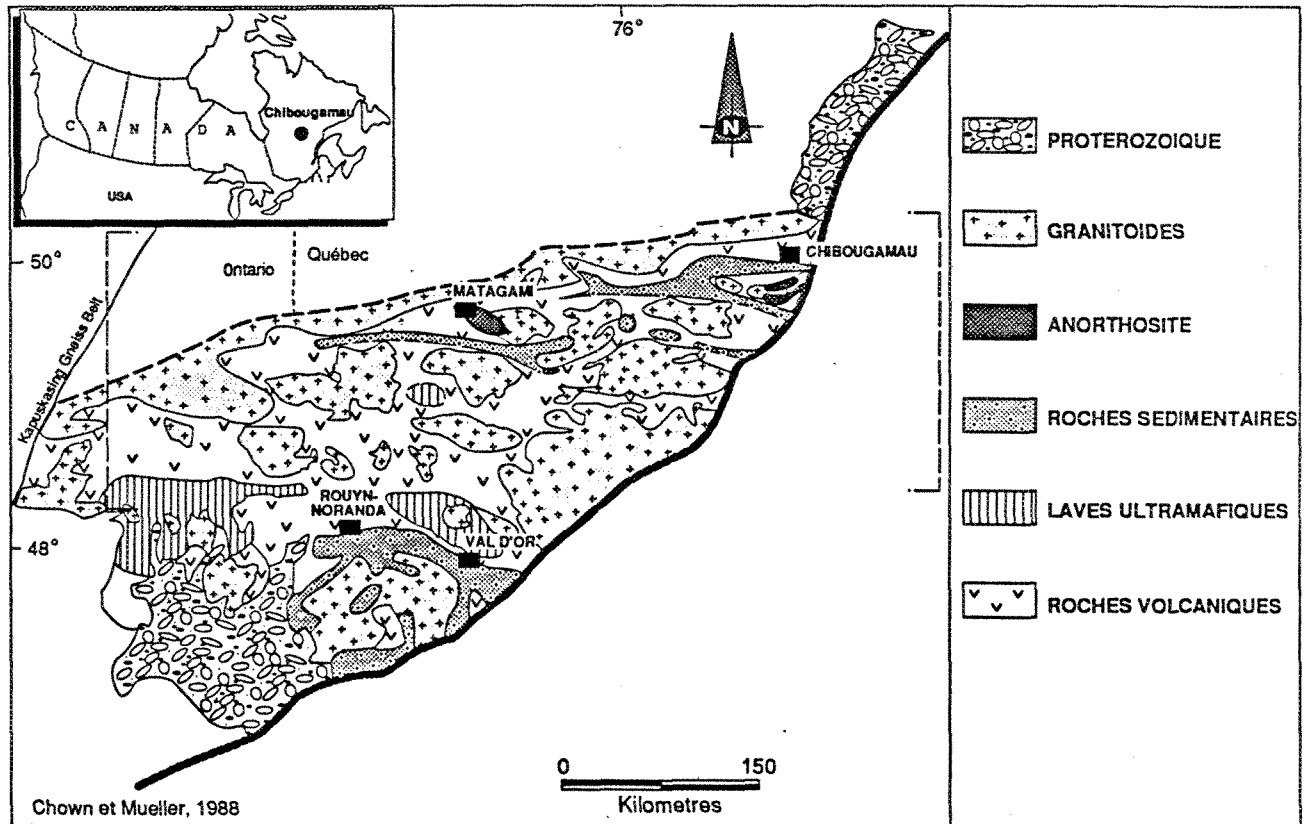 76°
Chibougamau
CANADA
USA
N
50°
Ontario
Québec
CHIBOUGAMAU
MATAGAMI
Kapuskasing Gneiss Belt
ROUYN-
NORANDA
VAL D'OR
48°
0 150
Kilometres
Chown et Mueller, 1988
PROTEROZOIQUE
GRANITOIDES
ANORTHOSITE
ROCHES SEDIMENTAIRES
LAVES ULTRAMAFIQUES
ROCHES VOLCANIQUES